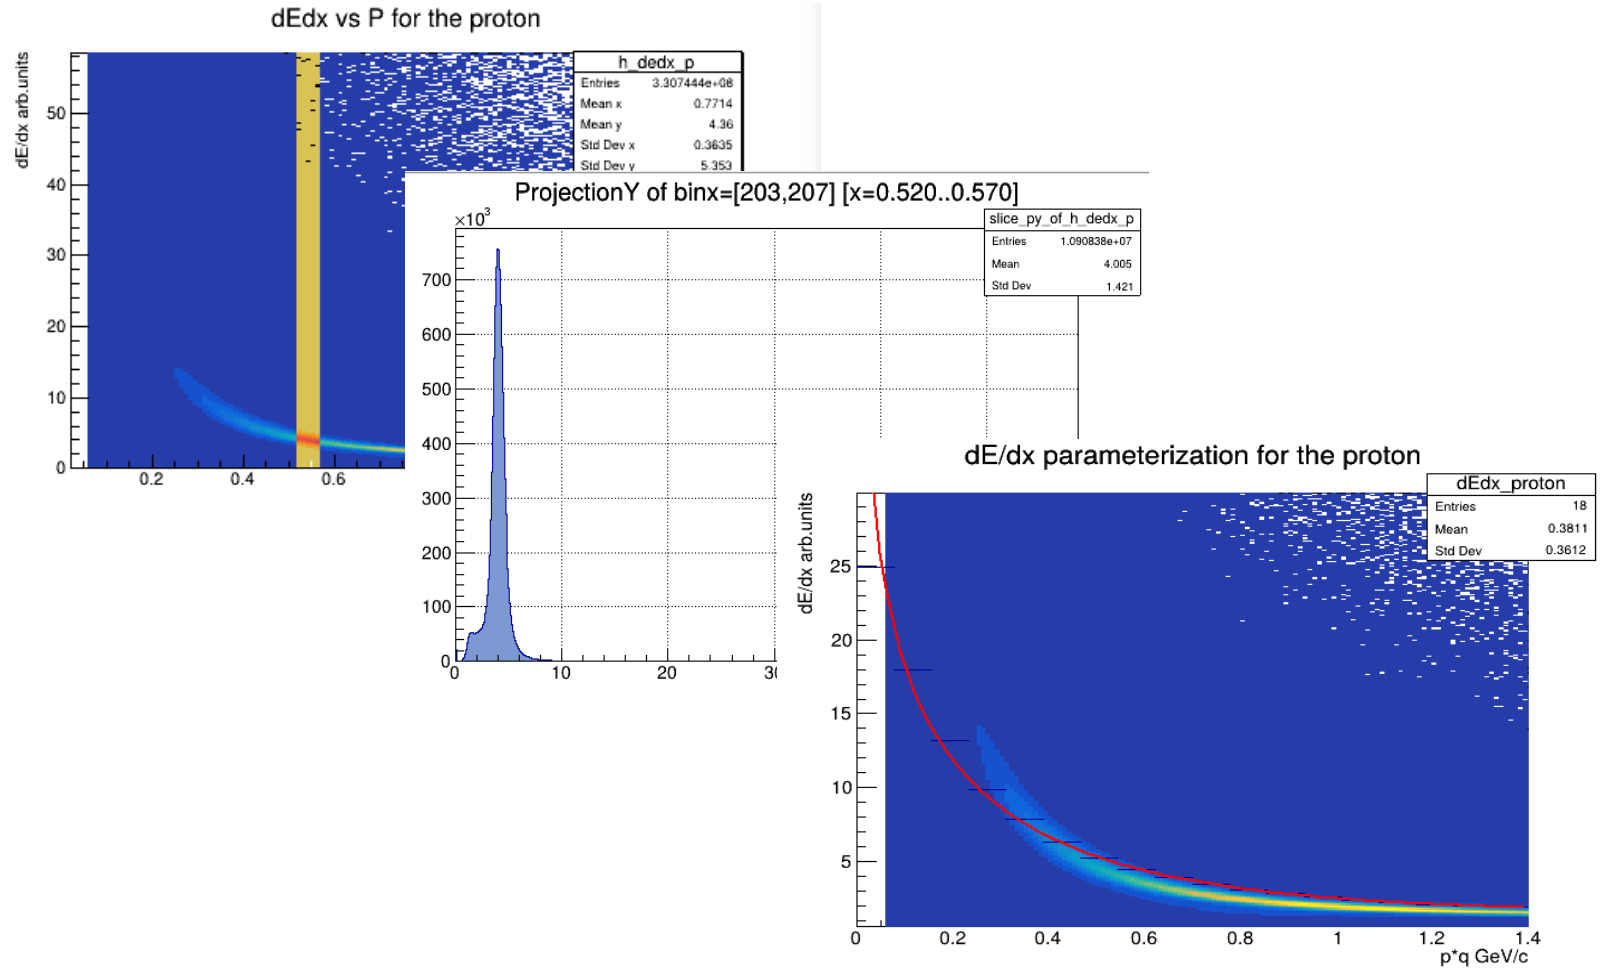 dEdx vs P for the proton
dE/dx arb.units
50
40
30
20
10
0
0.2
0.4
0.6
h_dedx_p
Entries 3.307444e+08
Mean x 0.7714
Mean y 4.36
Std Dev x 0.3635
Std Dev y 5.353
ProjectionY of binx=[203,207] [x=0.520..0.570]
×10³
700
600
500
400
300
200
100
0
0
10
20
slice_py_of_h_dedx_p
Entries 1.090838e+07
Mean 4.005
Std Dev 1.421
dE/dx parameterization for the proton
dE/dx arb.units
25
20
15
10
5
0
0.2
0.4
0.6
0.8
1
1.2
1.4
p*q GeV/c
dEdx_proton
Entries 18
Mean 0.3811
Std Dev 0.3612